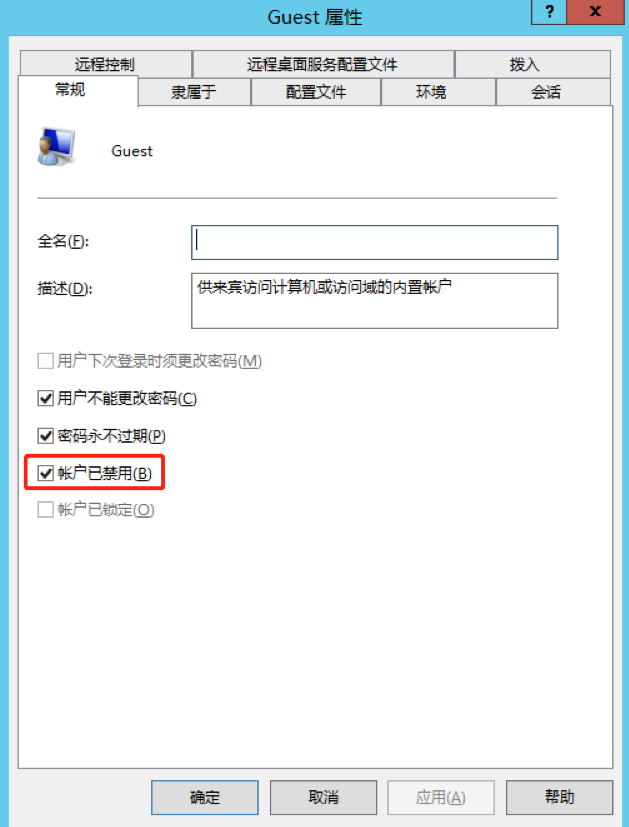 Guest 属性
?
x
远程控制 远程桌面服务配置文件 拨入
常规 隶属于 配置文件 环境 会话
Guest
全名(F):
描述(D): 供来宾访问计算机或访问域的内置帐户
用户下次登录时须更改密码(M)
用户不能更改密码(C)
密码永不过期(P)
帐户已禁用(B)
帐户已锁定(O)
确定 取消 应用(A) 帮助